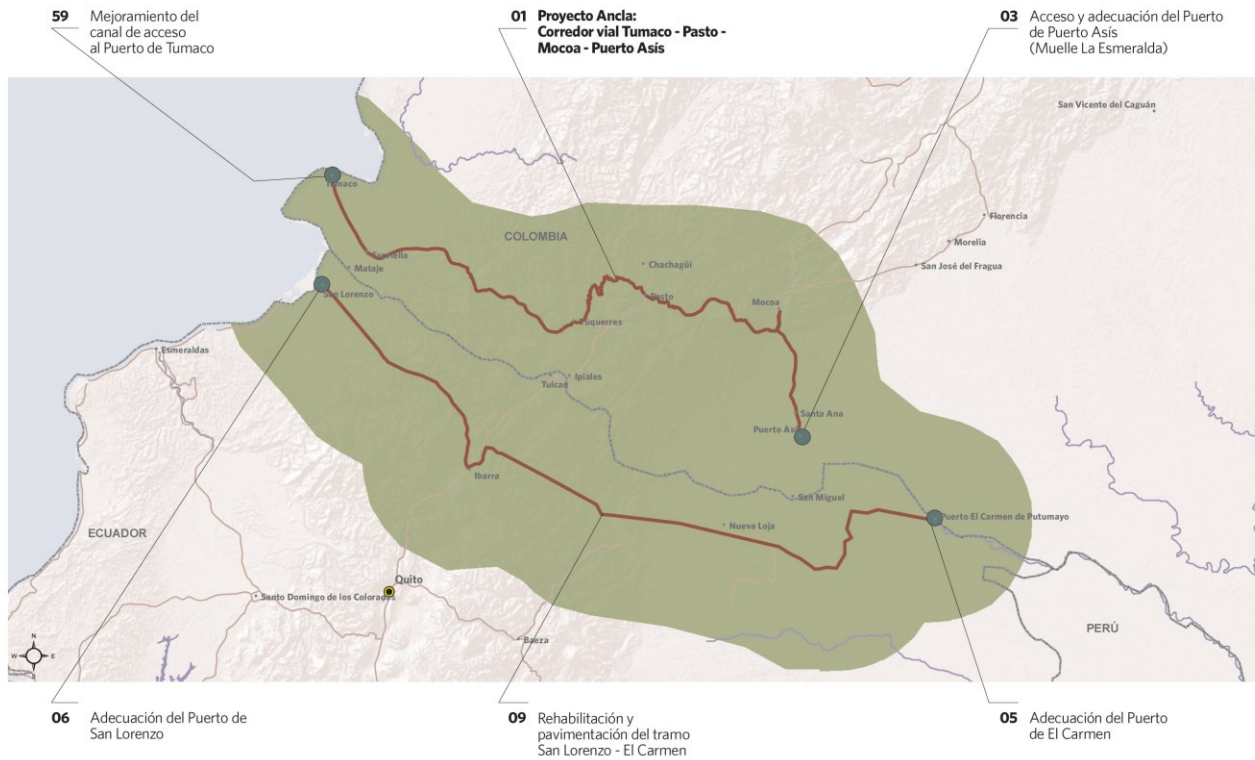 59 Mejoramiento del
canal de acceso
al Puerto de Tumaco
01 Proyecto Ancla:
Corredor vial Tumaco - Pasto -
Mocoa - Puerto Asís
03 Acceso y adecuación del Puerto
de Puerto Asís
(Muelle La Esmeralda)
San Vicente del Caguán
Tumaco
Florencia
COLOMBIA
Morelia
Chachagüí
San José del Fragua
Mataje
San Lorenzo
Pasto
Mocoa
Tuquerres
Esmeraldas
Tulcan
Ipiales
Santa Ana
Puerto Asís
Ibarra
San Miguel
Puerto El Carmen de Putumayo
Nueva Loja
ECUADOR
Quito
Santo Domingo de los Colorados
PERÚ
Baeza
N
W
E
S
06 Adecuación del Puerto de
San Lorenzo
09 Rehabilitación y
pavimentación del tramo
San Lorenzo - El Carmen
05 Adecuación del Puerto
de El Carmen